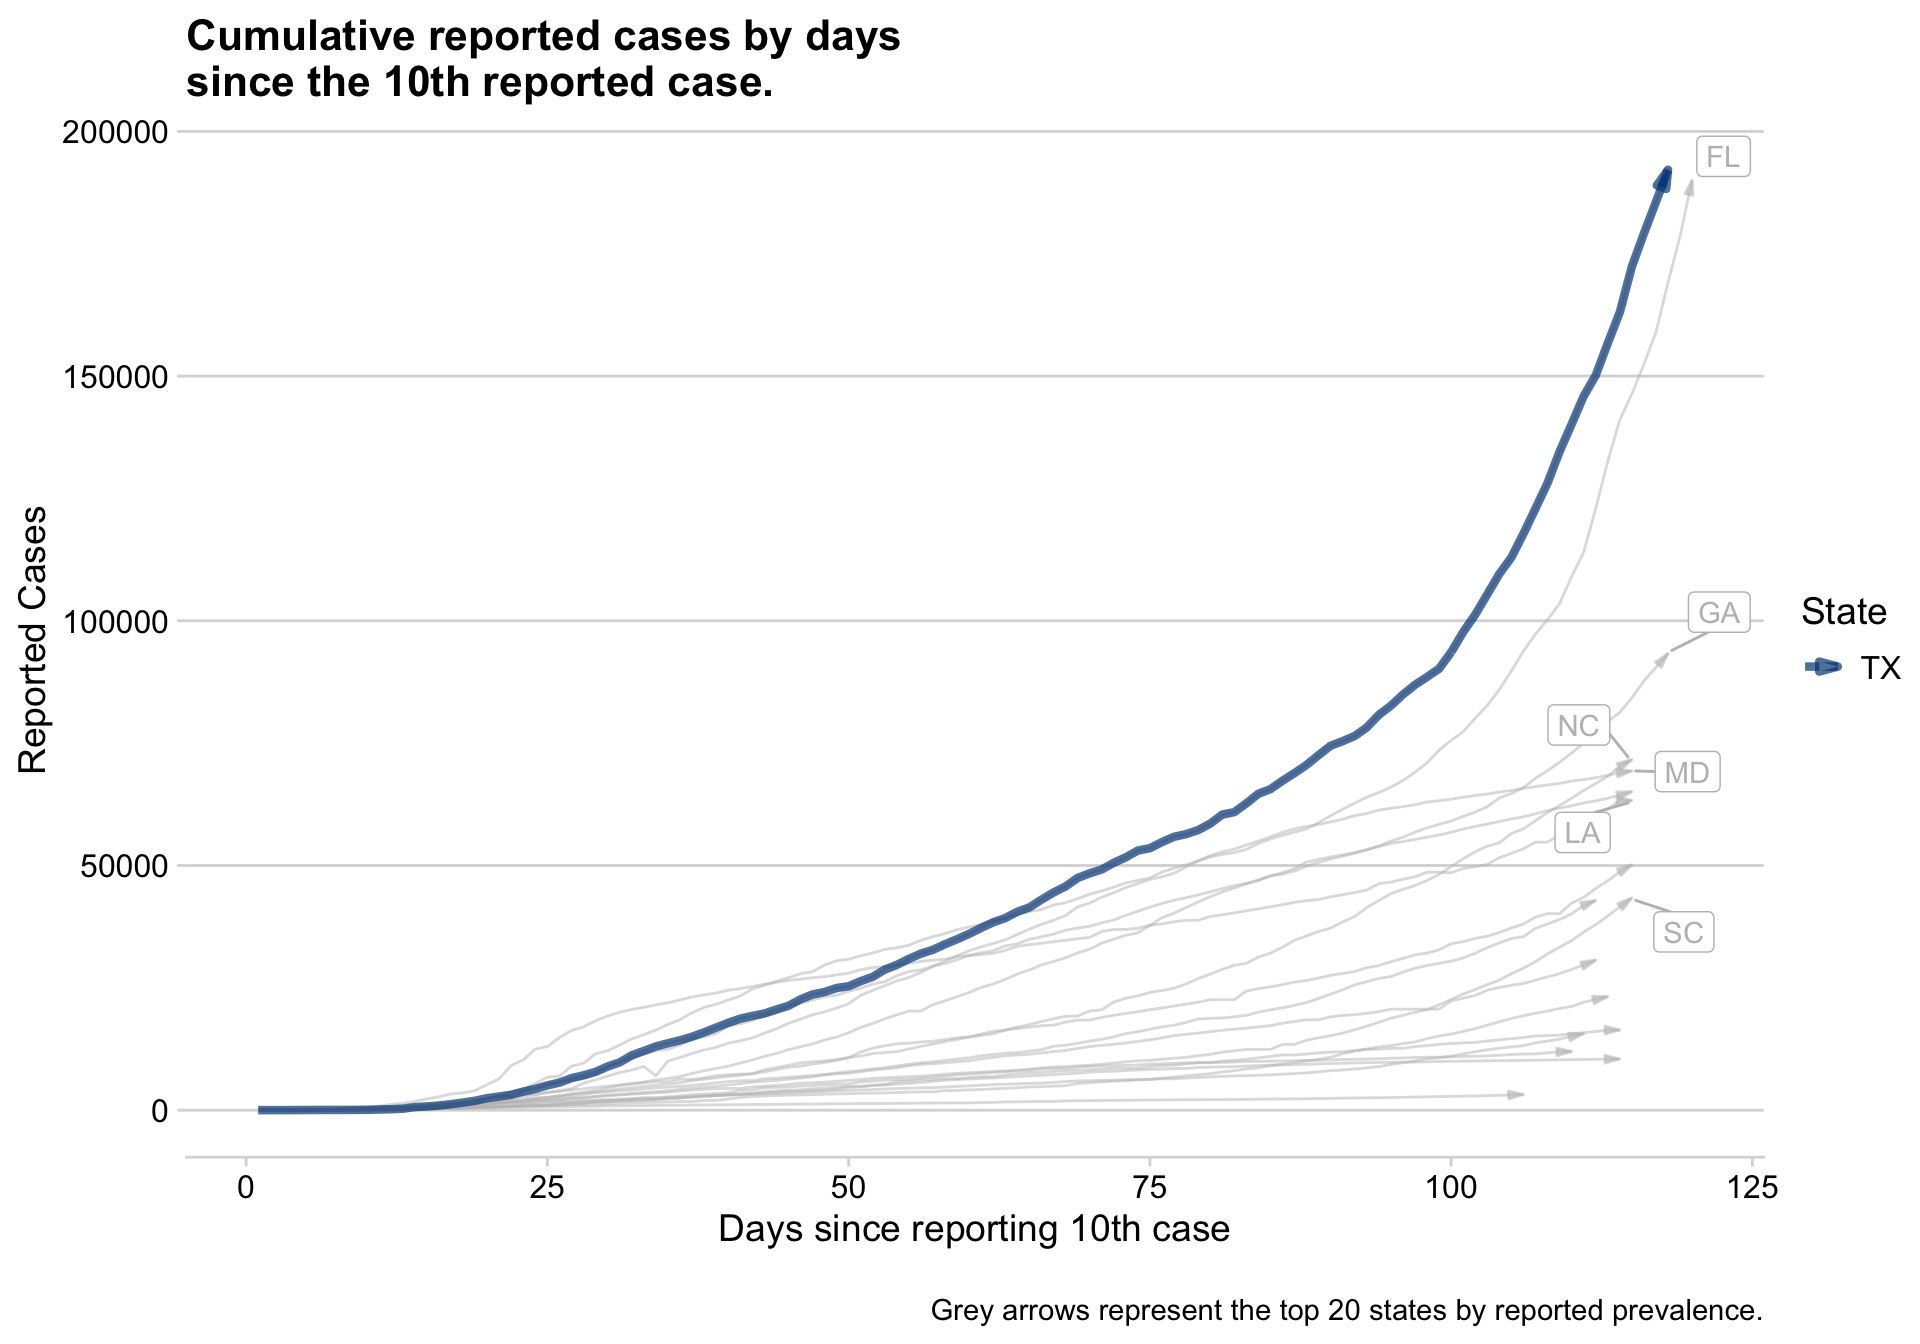 Cumulative reported cases by days
since the 10th reported case.
200000
150000
100000
50000
0
Reported Cases
FL
GA
NC
MD
LA
SC
State
TX
0 25 50 75 100 125
Days since reporting 10th case
Grey arrows represent the top 20 states by reported prevalence.